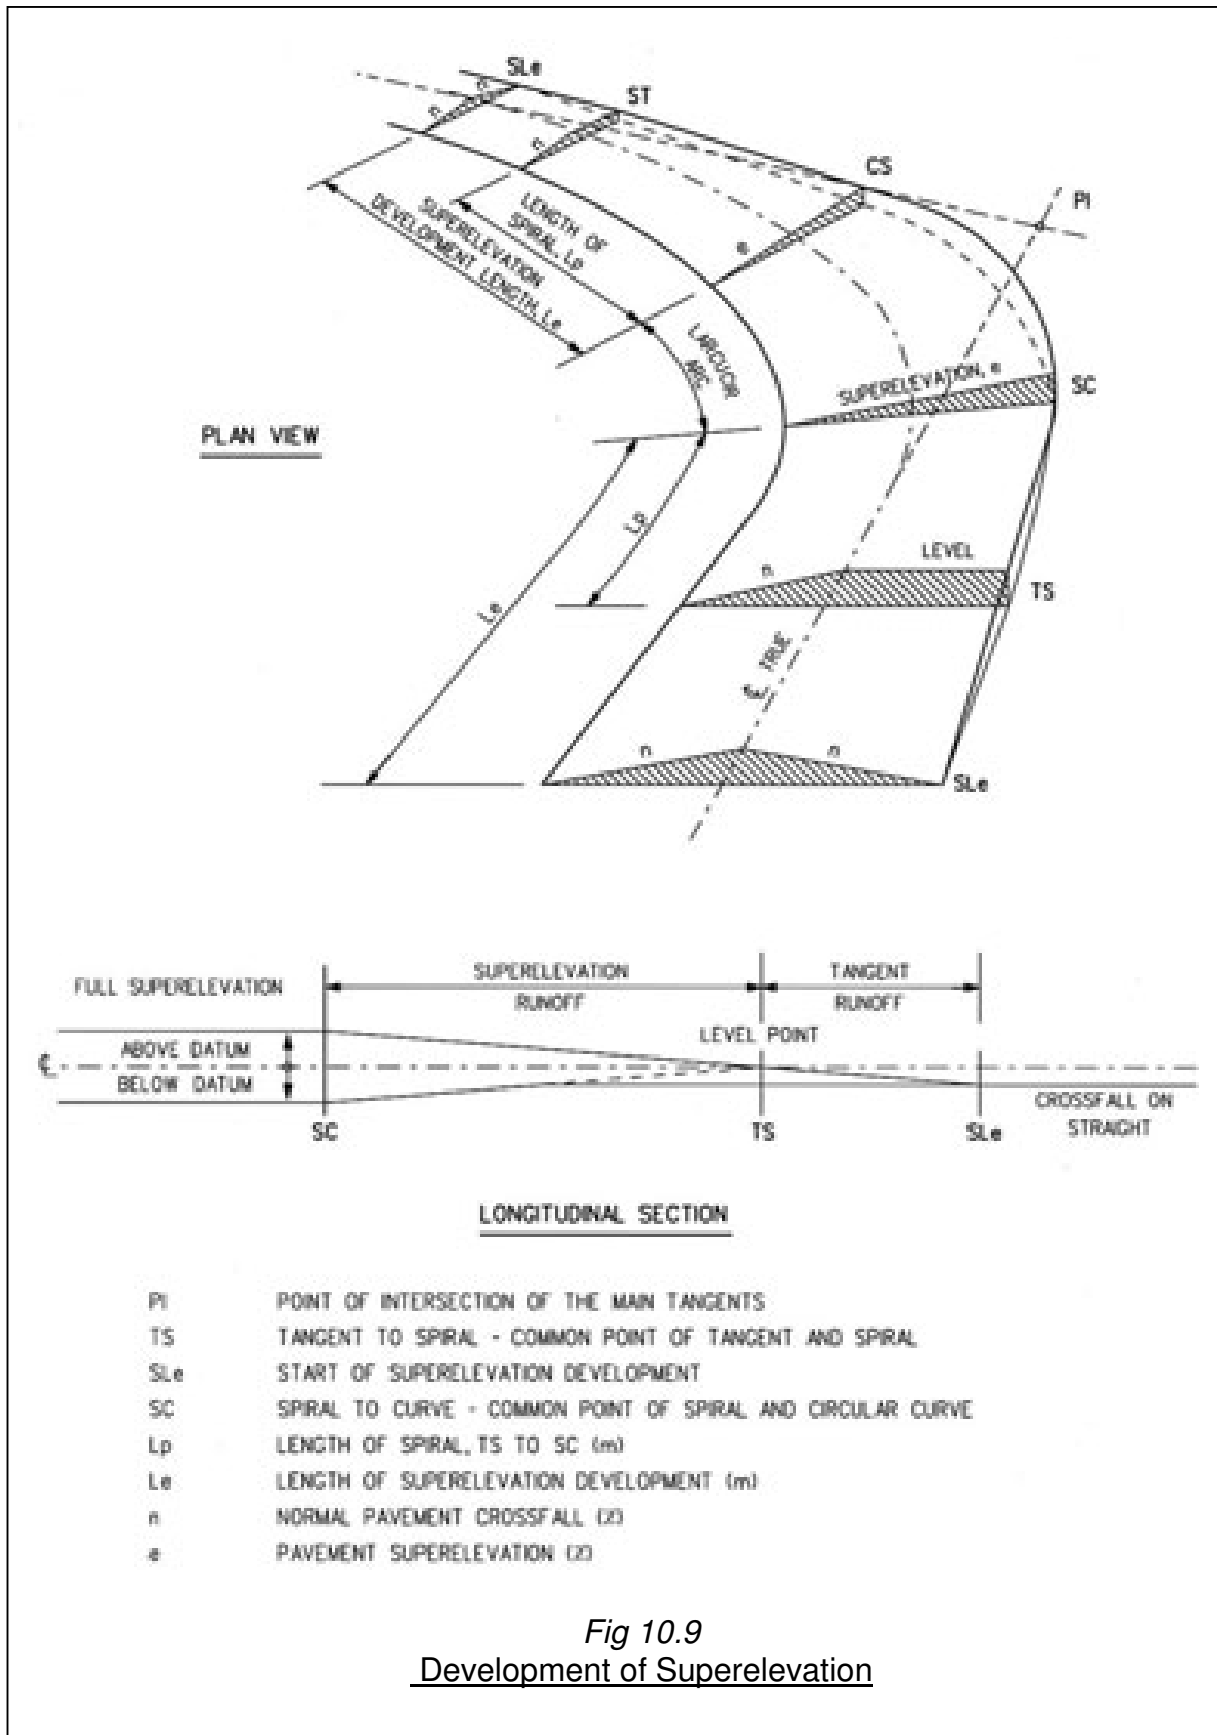 SLe
ST
n
n
n
CS
PI
LENGTH OF
SPIRAL, Lp
SUPERELEVATION
DEVELOPMENT LENGTH, Le
e
LARCUCIR
ARC
SUPERELEVATION, e
SC
PLAN VIEW
Lp
LEVEL
n
TS
Le
℄ TRUE
n
n
SLe
FULL SUPERELEVATION
SUPERELEVATION
RUNOFF
TANGENT
RUNOFF
LEVEL POINT
ABOVE DATUM
℄
BELOW DATUM
CROSSFALL ON
STRAIGHT
SC
TS
SLe
LONGITUDINAL SECTION
PI POINT OF INTERSECTION OF THE MAIN TANGENTS
TS TANGENT TO SPIRAL - COMMON POINT OF TANGENT AND SPIRAL
SLe START OF SUPERELEVATION DEVELOPMENT
SC SPIRAL TO CURVE - COMMON POINT OF SPIRAL AND CIRCULAR CURVE
Lp LENGTH OF SPIRAL, TS TO SC (m)
Le LENGTH OF SUPERELEVATION DEVELOPMENT (m)
n NORMAL PAVEMENT CROSSFALL (%)
e PAVEMENT SUPERELEVATION (%)
Fig 10.9
Development of Superelevation